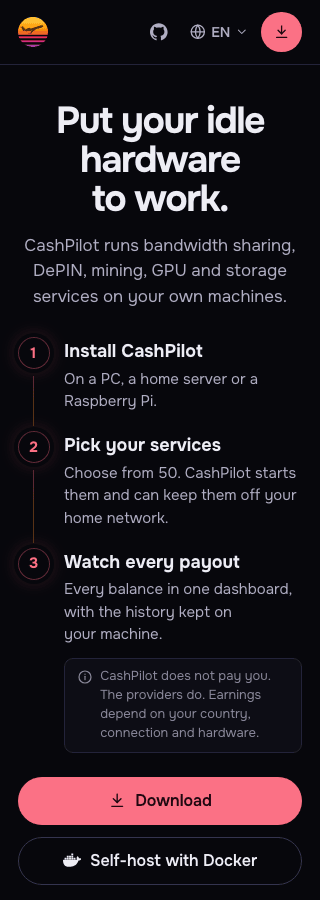 EN
Put your idle
hardware
to work.
CashPilot runs bandwidth sharing,
DePIN, mining, GPU and storage
services on your own machines.
1
Install CashPilot
On a PC, a home server or a
Raspberry Pi.
2
Pick your services
Choose from 50. CashPilot starts
them and can keep them off your
home network.
3
Watch every payout
Every balance in one dashboard,
with the history kept on
your machine.
CashPilot does not pay you.
The providers do. Earnings
depend on your country,
connection and hardware.
Download
Self-host with Docker